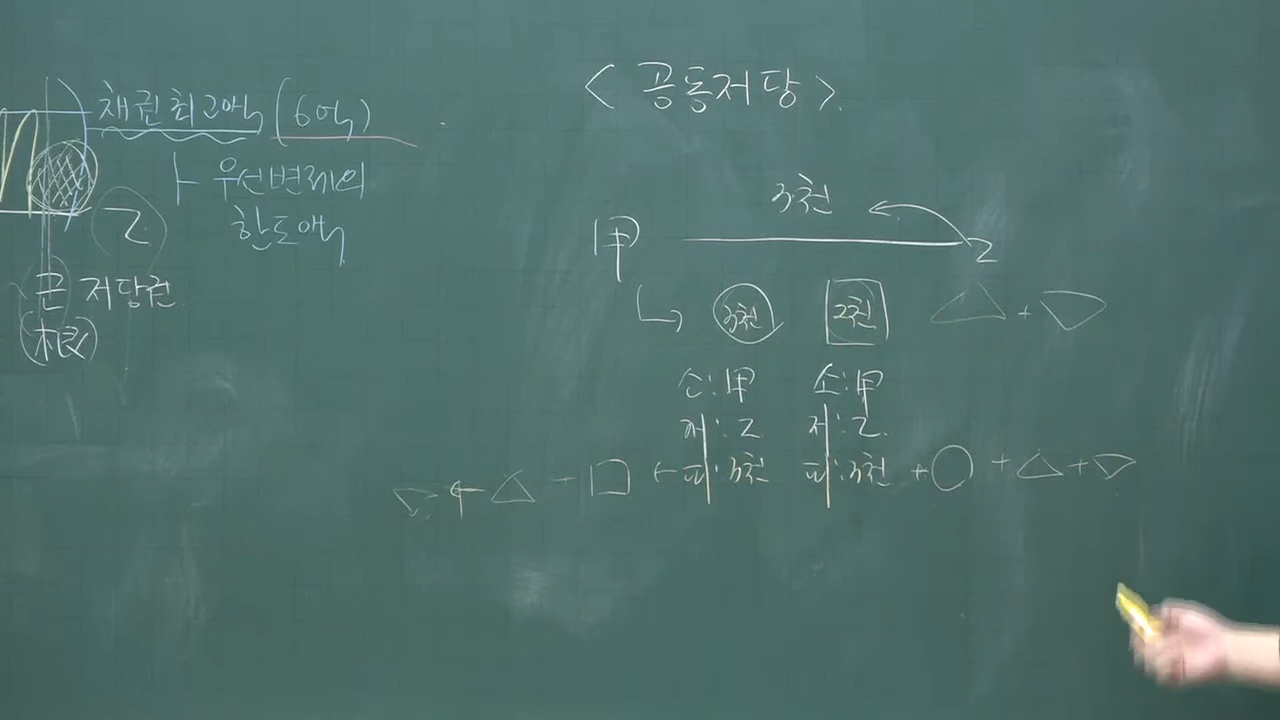 채권최고액 (6억)
├ 우선변제의
한도액
乙
근 저당권
(根)
<공동저당>
3천
甲 乙
3천 2천 +
소:甲 소:甲
저:乙 저:乙
피:3천 피:3천 + + +